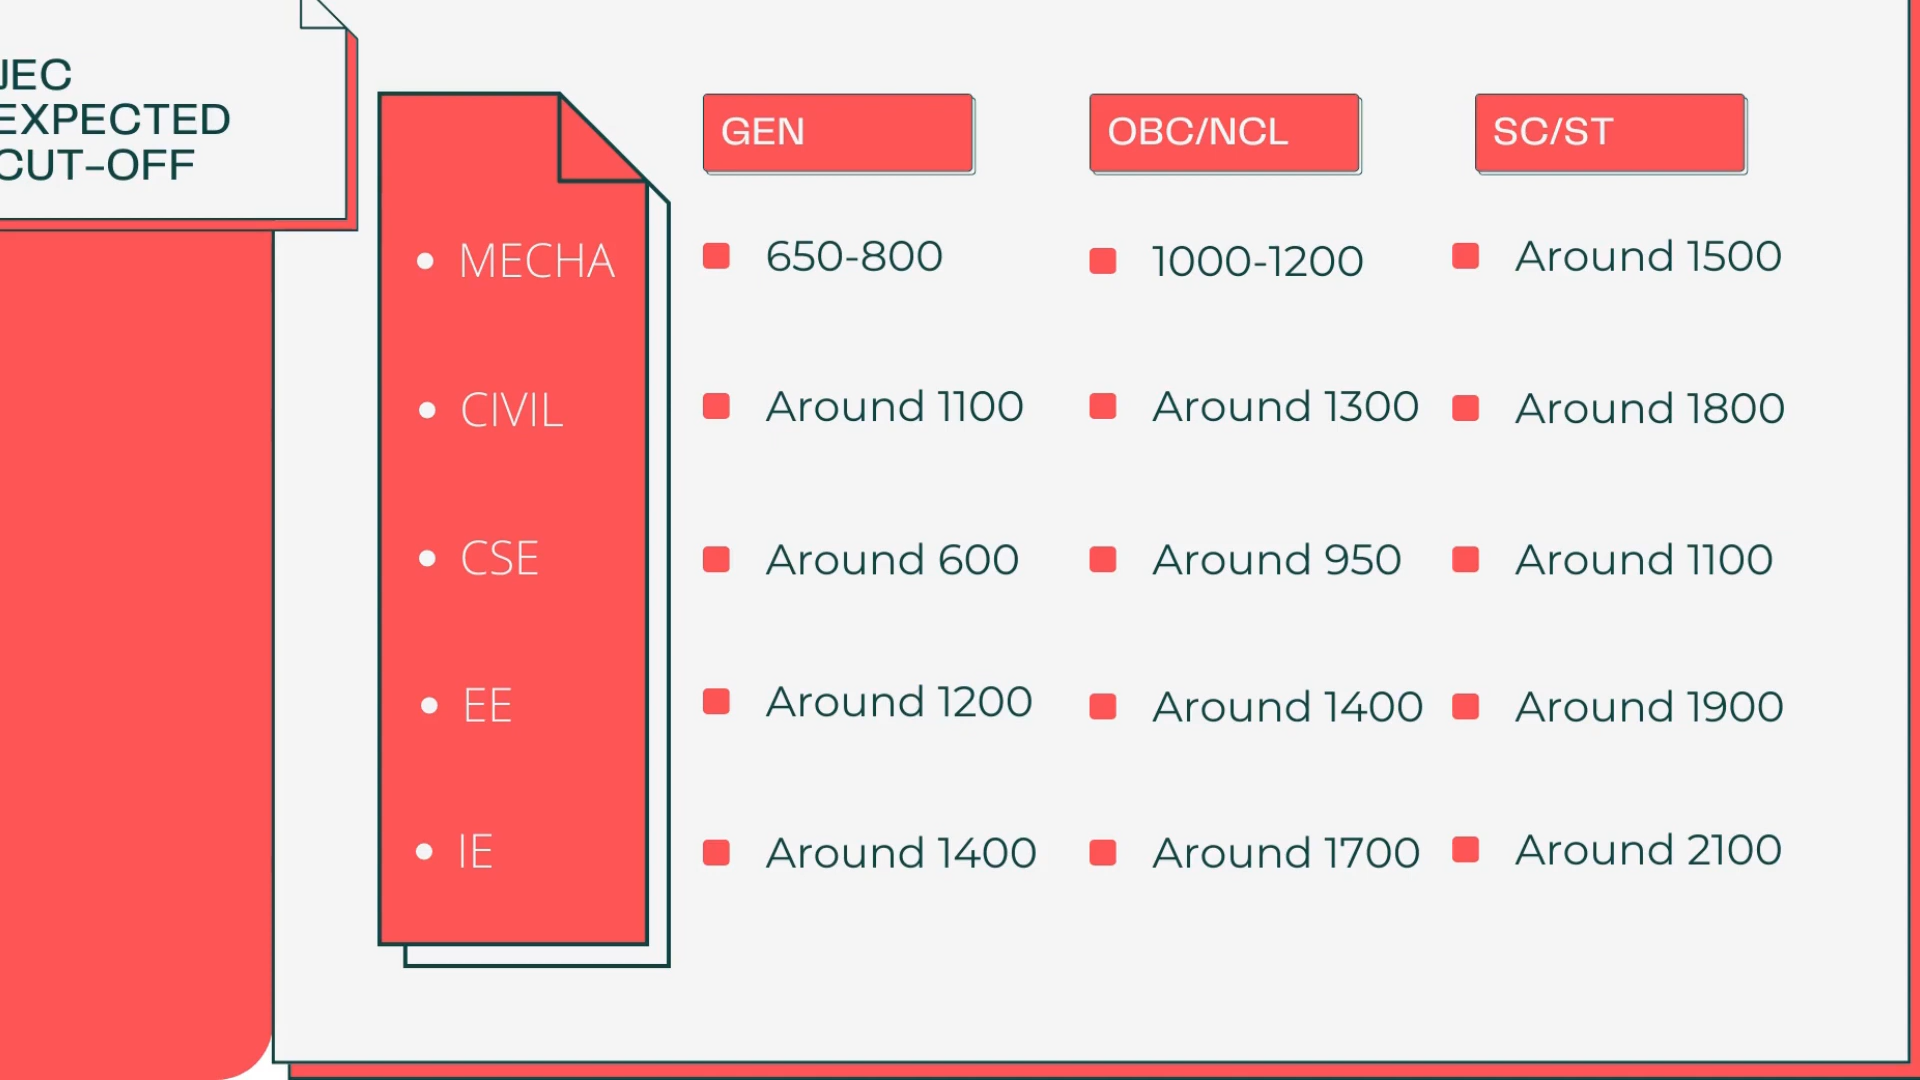 JEC
EXPECTED
CUT-OFF
GEN OBC/NCL SC/ST
MECHA 650-800 1000-1200 Around 1500
CIVIL Around 1100 Around 1300 Around 1800
CSE Around 600 Around 950 Around 1100
EE Around 1200 Around 1400 Around 1900
IE Around 1400 Around 1700 Around 2100